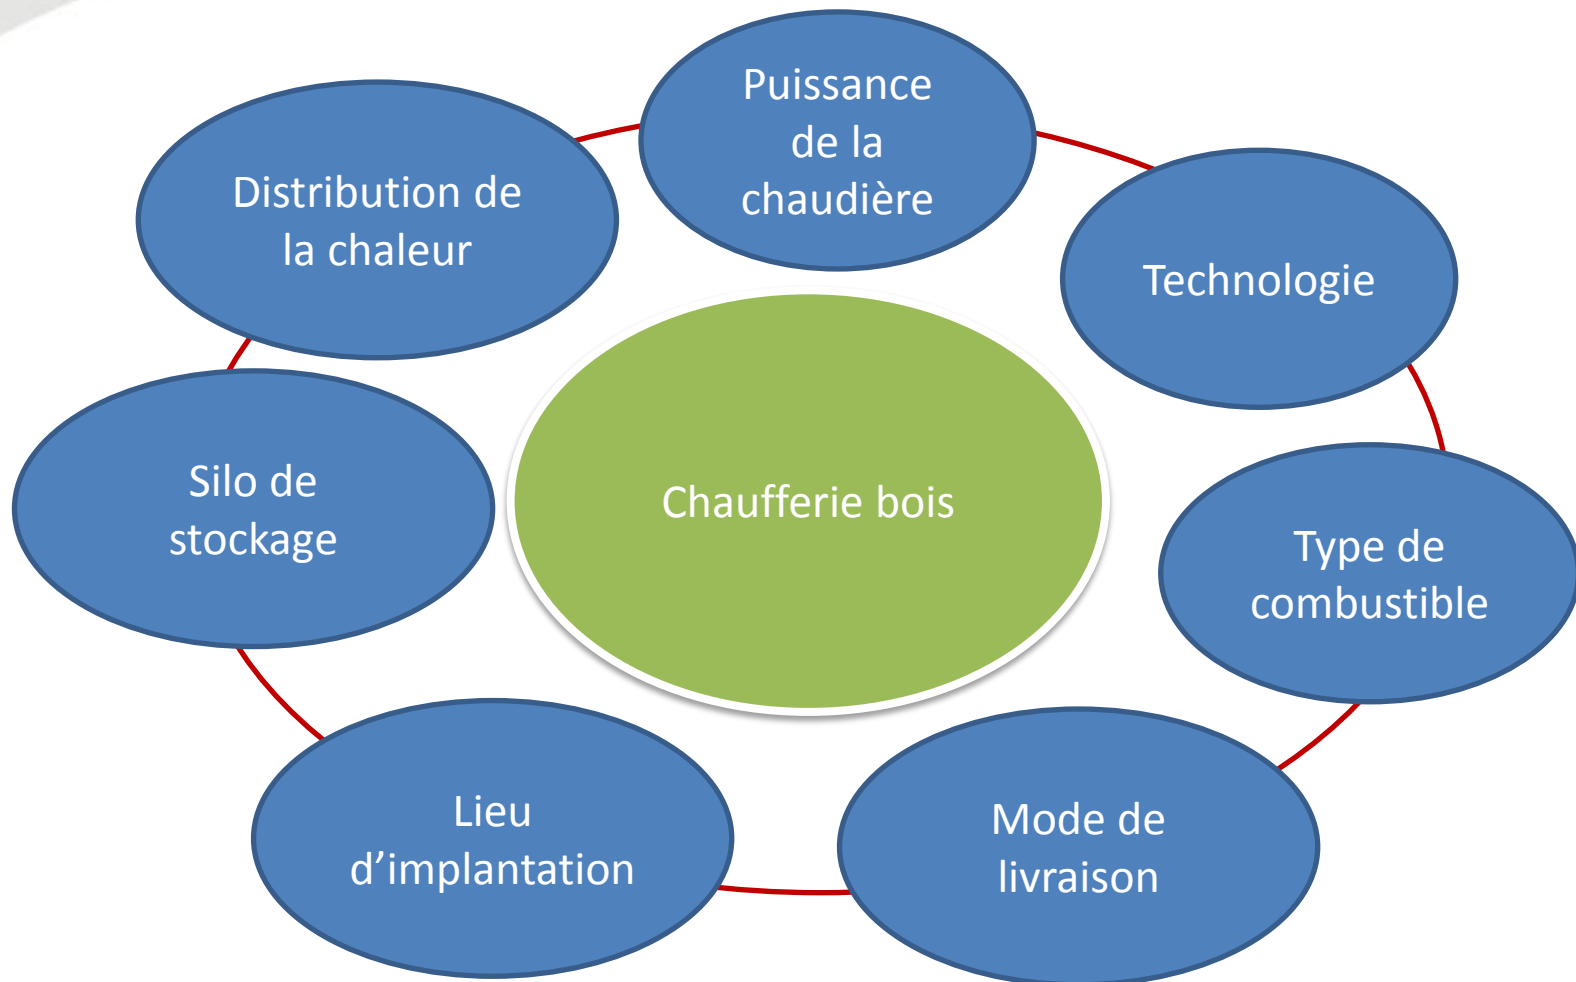 Puissance
de la
chaudière
Distribution de
la chaleur
Technologie
Silo de
stockage
Chaufferie bois
Type de
combustible
Lieu
d’implantation
Mode de
livraison